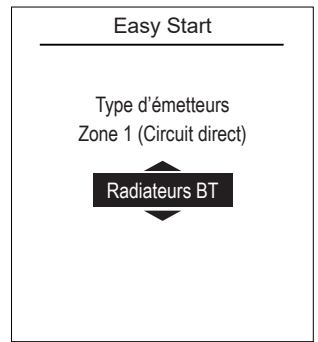 Easy Start
Type d'émetteurs
Zone 1 (Circuit direct)
Radiateurs BT